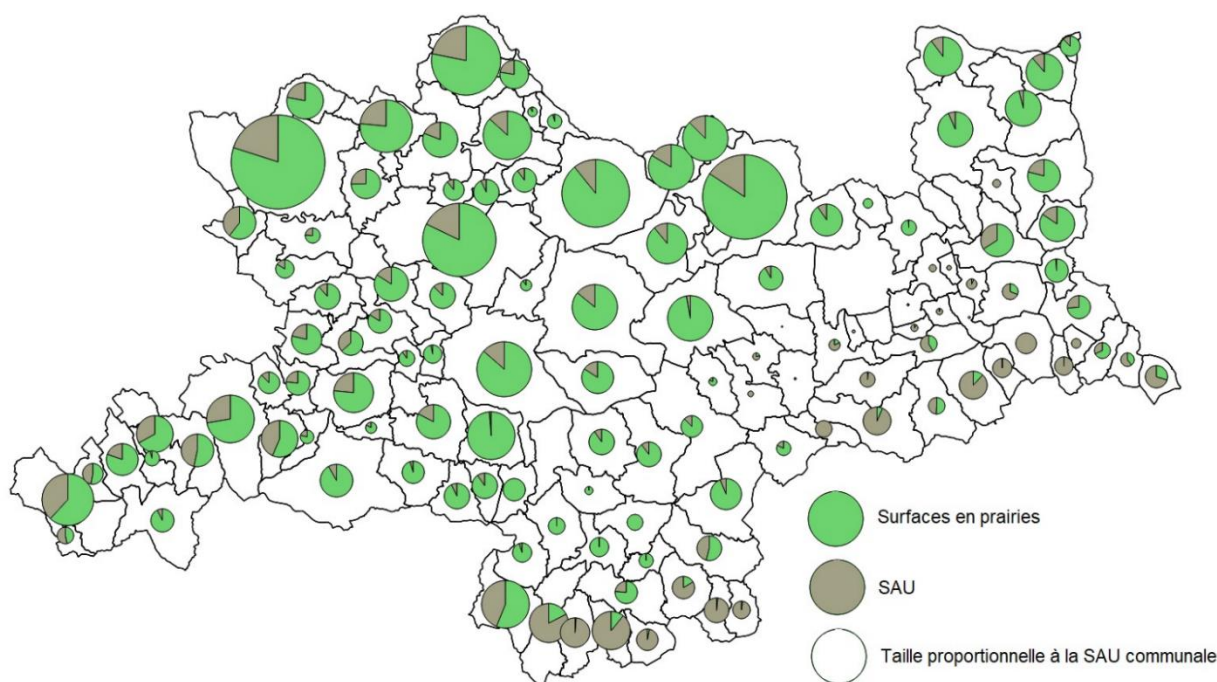 Surfaces en prairies
SAU
Taille proportionnelle à la SAU communale